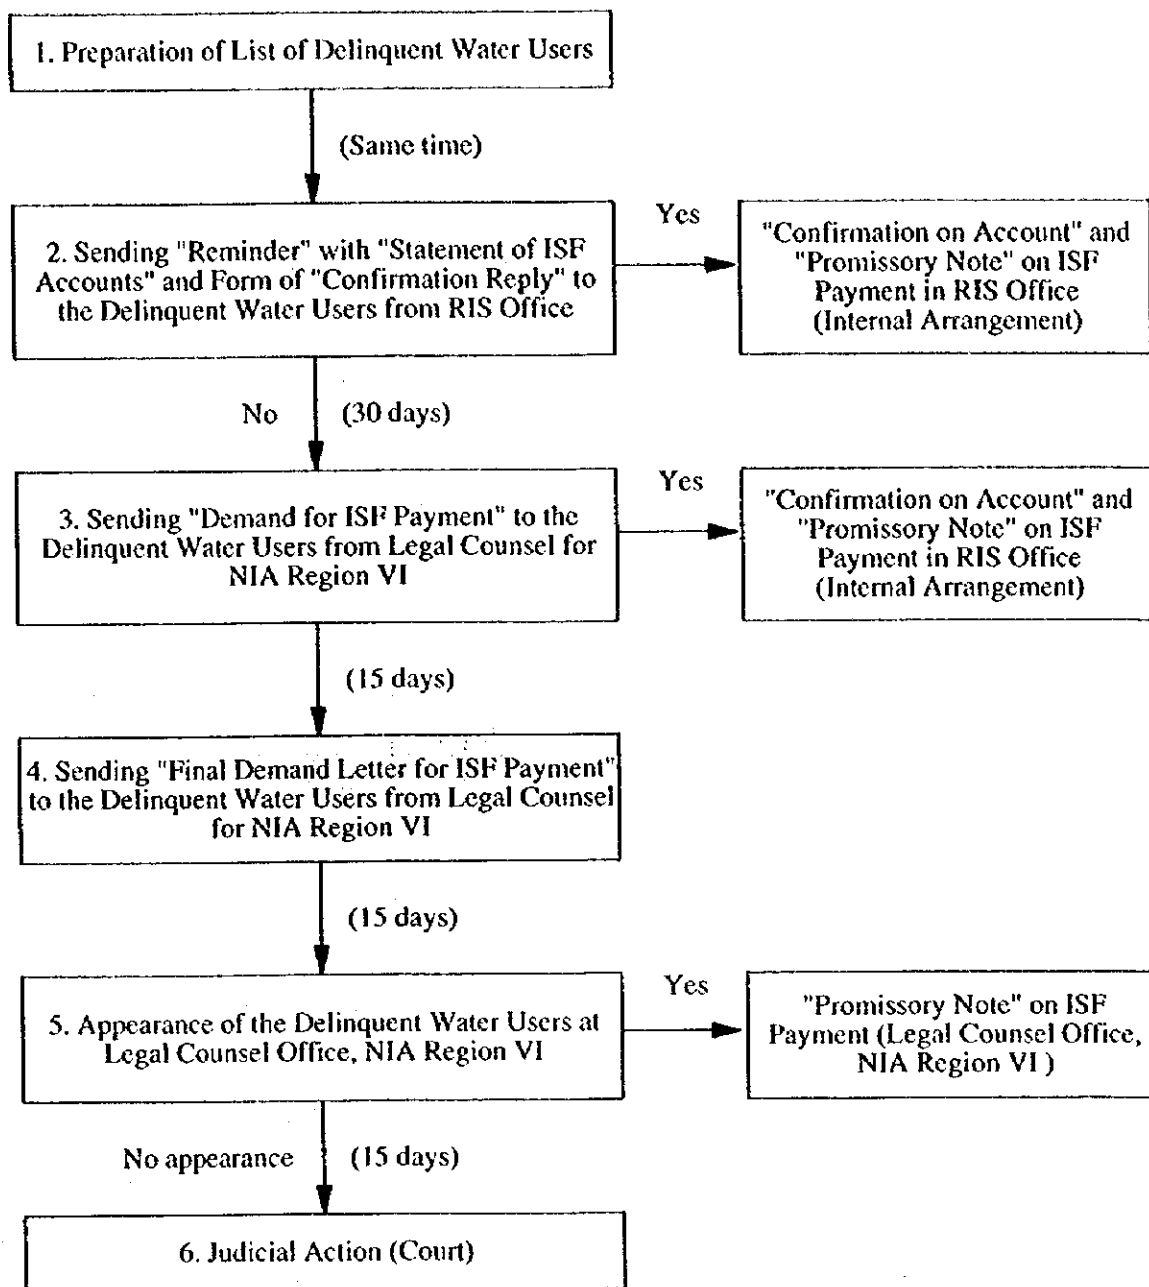 1. Preparation of List of Delinquent Water Users
(Same time)
2. Sending "Reminder" with "Statement of ISF
Accounts" and Form of "Confirmation Reply" to
the Delinquent Water Users from RIS Office
Yes
"Confirmation on Account" and
"Promissory Note" on ISF
Payment in RIS Office
(Internal Arrangement)
No
(30 days)
3. Sending "Demand for ISF Payment" to the
Delinquent Water Users from Legal Counsel for
NIA Region VI
Yes
"Confirmation on Account" and
"Promissory Note" on ISF
Payment in RIS Office
(Internal Arrangement)
(15 days)
4. Sending "Final Demand Letter for ISF Payment"
to the Delinquent Water Users from Legal Counsel
for NIA Region VI
(15 days)
5. Appearance of the Delinquent Water Users at
Legal Counsel Office, NIA Region VI
Yes
"Promissory Note" on ISF
Payment (Legal Counsel Office,
NIA Region VI )
No appearance
(15 days)
6. Judicial Action (Court)